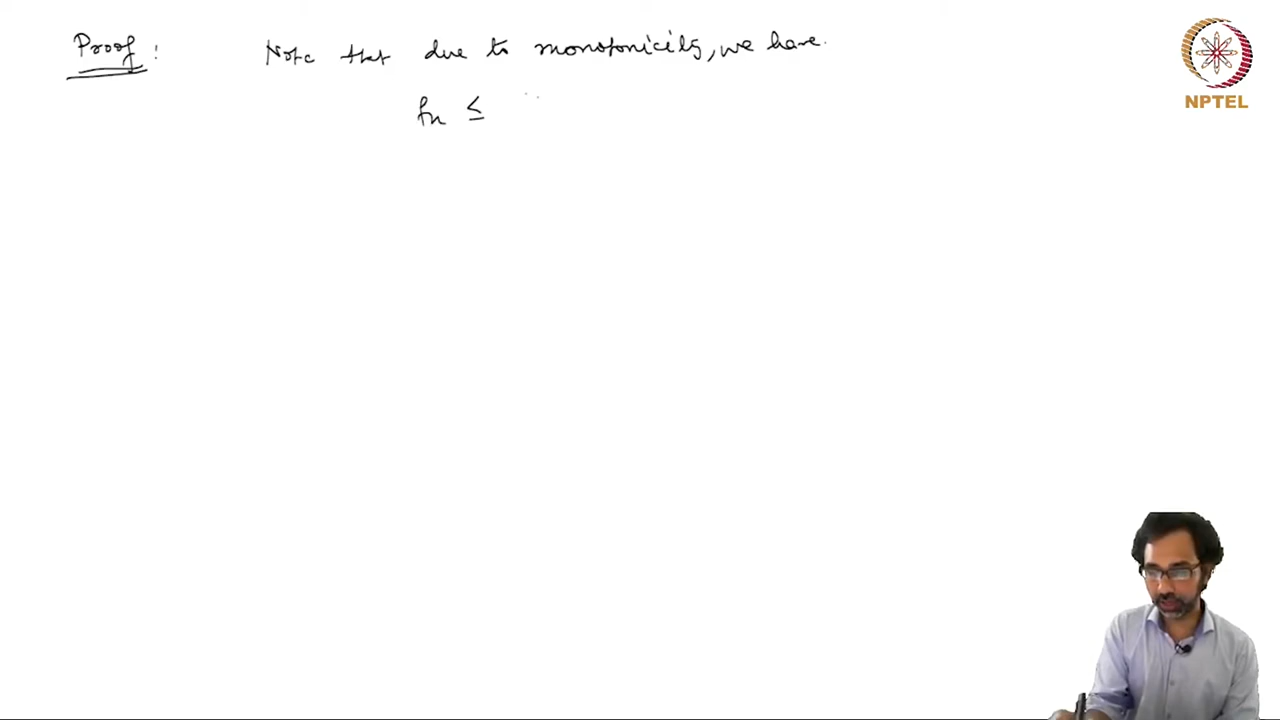 Proof : Note that due to monotonicity, we have.
fn ≤
NPTEL